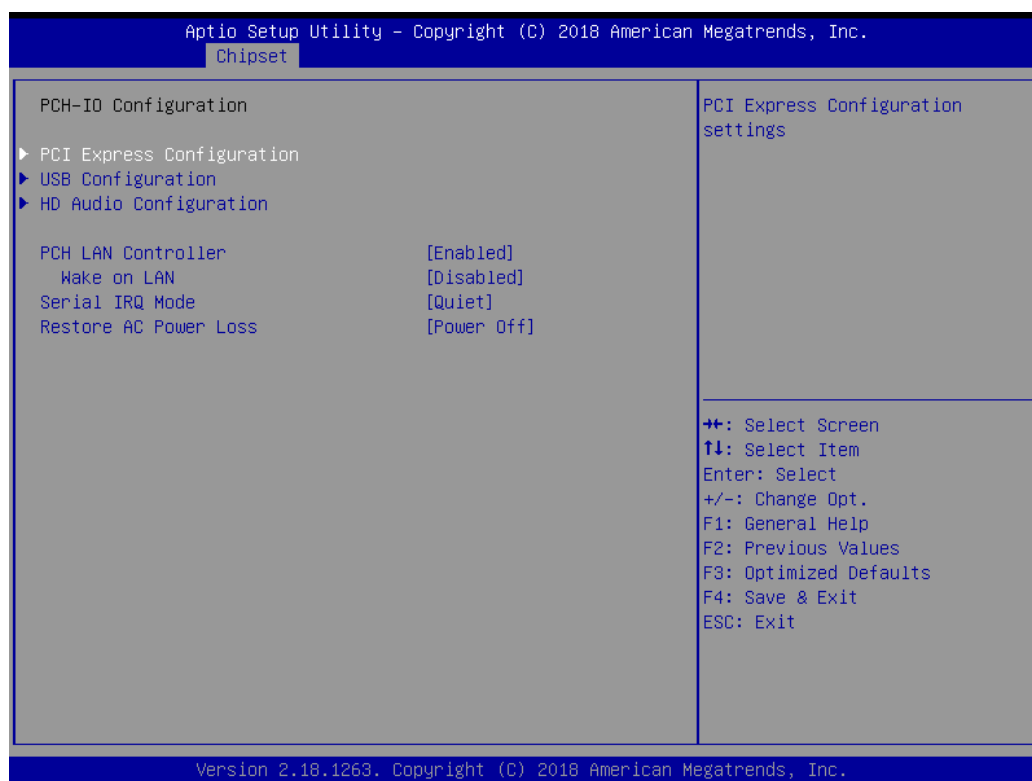 Aptio Setup Utility – Copyright (C) 2018 American Megatrends, Inc.
Chipset
PCH-IO Configuration
PCI Express Configuration
USB Configuration
HD Audio Configuration
PCH LAN Controller [Enabled]
Wake on LAN [Disabled]
Serial IRQ Mode [Quiet]
Restore AC Power Loss [Power Off]
PCI Express Configuration
settings
→←: Select Screen
↑↓: Select Item
Enter: Select
+/-: Change Opt.
F1: General Help
F2: Previous Values
F3: Optimized Defaults
F4: Save & Exit
ESC: Exit
Version 2.18.1263. Copyright (C) 2018 American Megatrends, Inc.